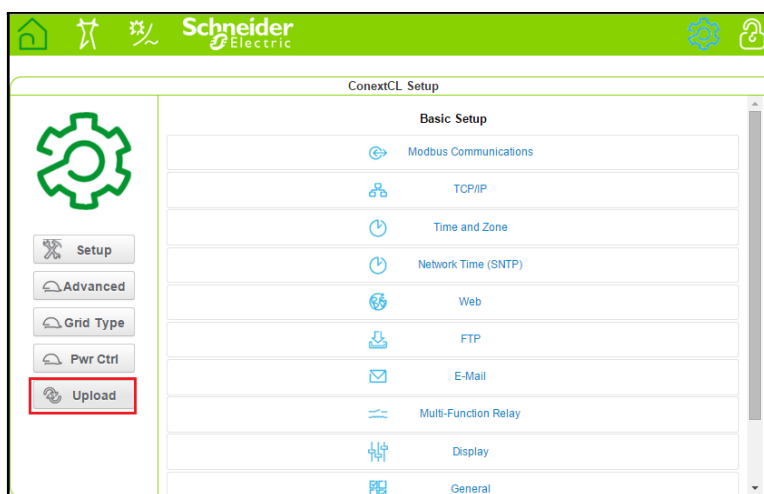 Schneider
Electric
ConextCL Setup
Basic Setup
Modbus Communications
TCP/IP
Time and Zone
Network Time (SNTP)
Web
FTP
E-Mail
Multi-Function Relay
Display
General
Setup
Advanced
Grid Type
Pwr Ctrl
Upload